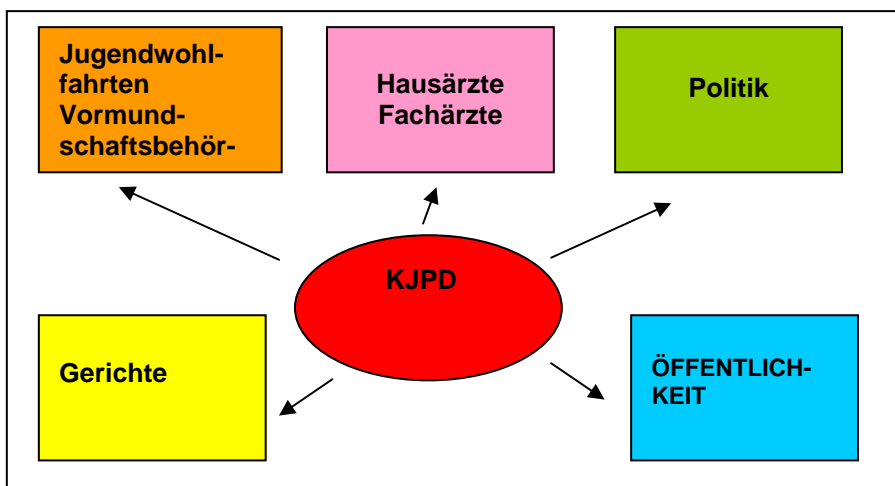 Jugendwohl-
fahrten
Vormund-
schaftsbehör-
Hausärzte
Fachärzte
Politik
KJPD
Gerichte
ÖFFENTLICH-
KEIT